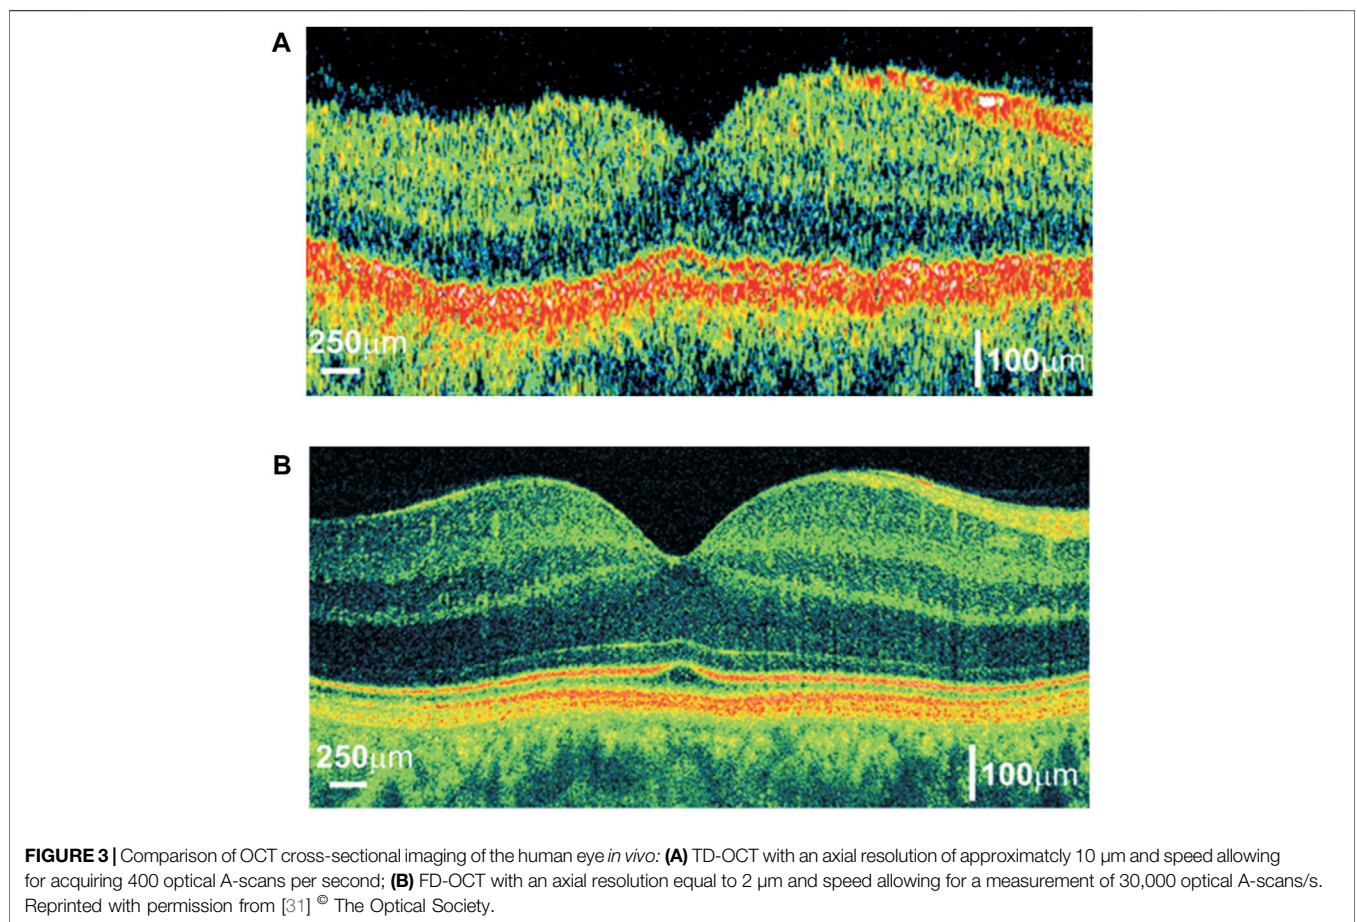 A
250μm
100μm
B
250μm
100μm
FIGURE 3 | Comparison of OCT cross-sectional imaging of the human eye in vivo: (A) TD-OCT with an axial resolution of approximatcly 10 μm and speed allowing
for acquiring 400 optical A-scans per second; (B) FD-OCT with an axial resolution equal to 2 μm and speed allowing for a measurement of 30,000 optical A-scans/s.
Reprinted with permission from [31] © The Optical Society.